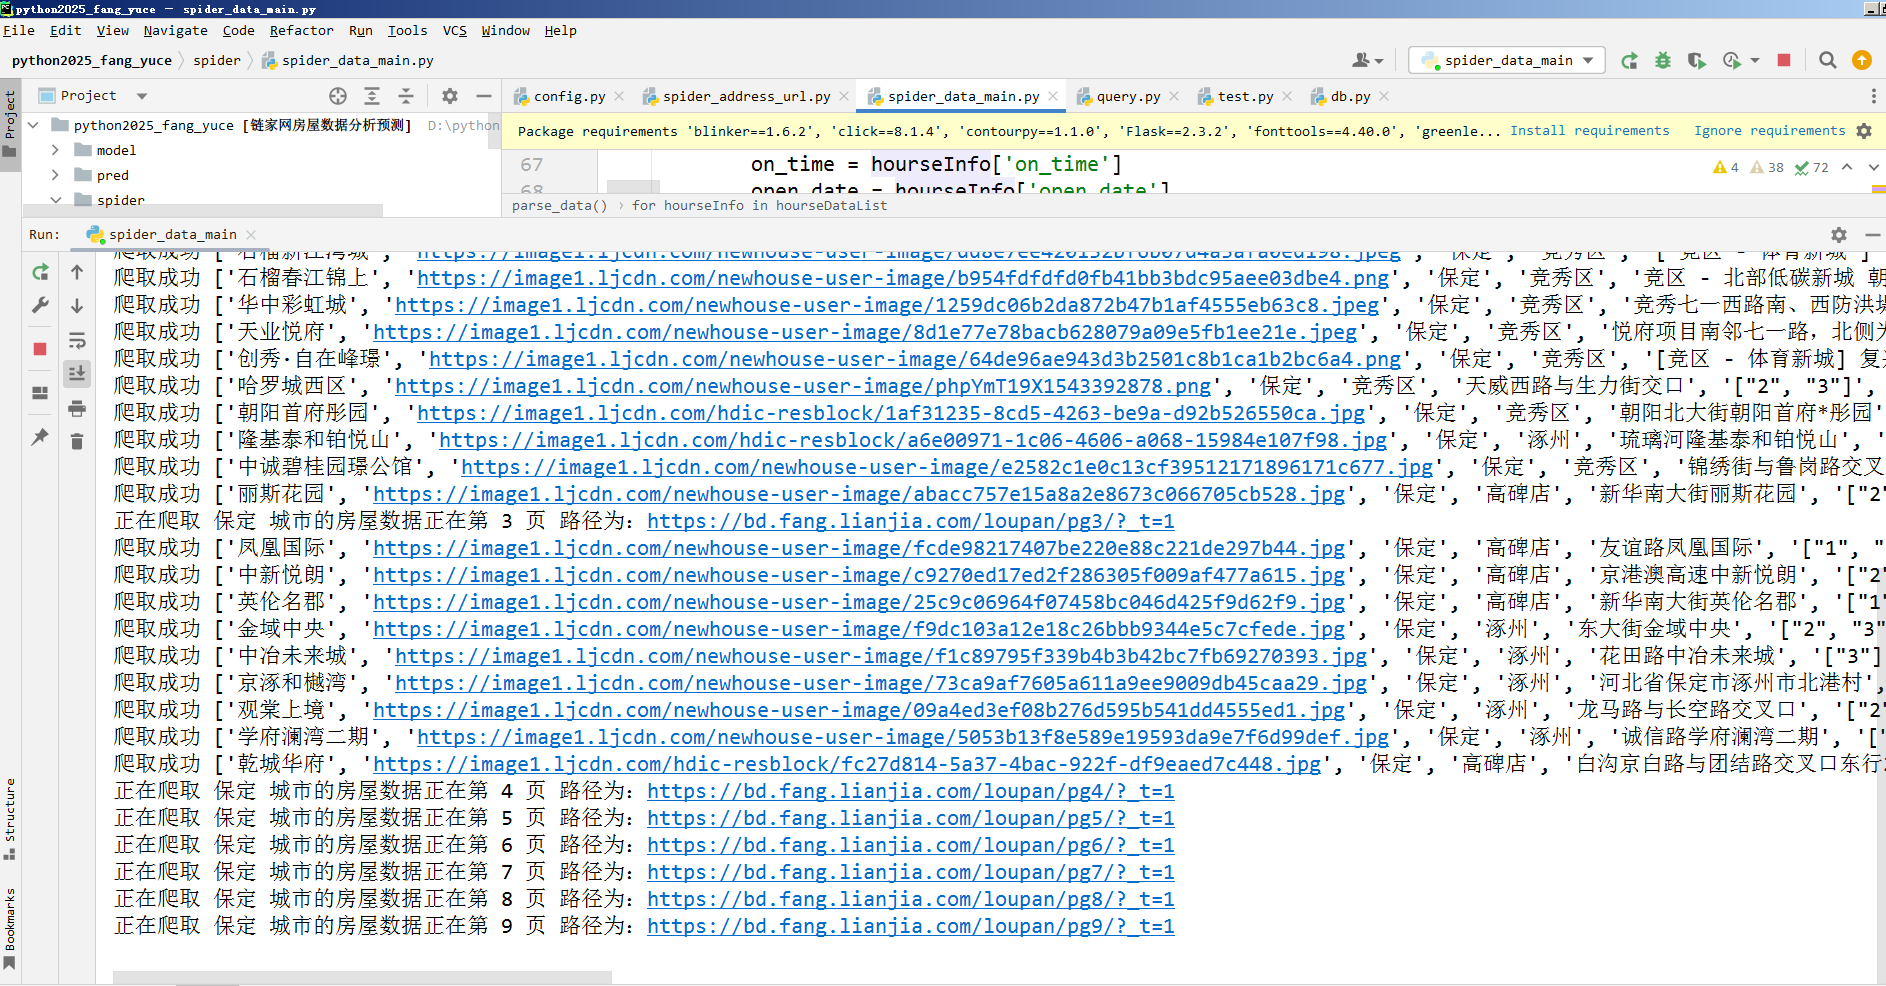 python2025_fang_yuce – spider_data_main.py
File Edit View Navigate Code Refactor Run Tools VCS Window Help
python2025_fang_yuce spider spider_data_main.py
spider_data_main
Project
config.py spider_address_url.py spider_data_main.py query.py test.py db.py
python2025_fang_yuce [链家网房屋数据分析预测] D:\python
Package requirements 'blinker==1.6.2', 'click==8.1.4', 'contourpy==1.1.0', 'Flask==2.3.2', 'fonttools==4.40.0', 'greenle... Install requirements Ignore requirements
model
67 on_time = hourseInfo['on_time']
4 38 72
pred
68 open_date = hourseInfo['open_date']
spider
parse_data() › for hourseInfo in hourseDataList
Run: spider_data_main
爬取成功 ['石榴新江湾城', 'https://image1.ljcdn.com/newhouse-user-image/
爬取成功 ['石榴春江锦上', 'https://image1.ljcdn.com/newhouse-user-image/b954fdfdfd0fb41bb3bdc95aee03dbe4.png', '保定', '竞秀区', '竞区 - 北部低碳新城 朝
爬取成功 ['华中彩虹城', 'https://image1.ljcdn.com/newhouse-user-image/1259dc06b2da872b47b1af4555eb63c8.jpeg', '保定', '竞秀区', '竞秀七一西路南、西防洪堤
爬取成功 ['天业悦府', 'https://image1.ljcdn.com/newhouse-user-image/8d1e77e78bacb628079a09e5fb1ee21e.jpeg', '保定', '竞秀区', '悦府项目南邻七一路，北侧为
爬取成功 ['创秀·自在峰璟', 'https://image1.ljcdn.com/newhouse-user-image/64de96ae943d3b2501c8b1ca1b2bc6a4.png', '保定', '竞秀区', '[竞区 - 体育新城] 复兴
爬取成功 ['哈罗城西区', 'https://image1.ljcdn.com/newhouse-user-image/phpYmT19X1543392878.png', '保定', '竞秀区', '天威西路与生力街交口', '["2", "3"]',
爬取成功 ['朝阳首府彤园', 'https://image1.ljcdn.com/hdic-resblock/1af31235-8cd5-4263-be9a-d92b526550ca.jpg', '保定', '竞秀区', '朝阳北大街朝阳首府*彤园'
爬取成功 ['隆基泰和铂悦山', 'https://image1.ljcdn.com/hdic-resblock/a6e00971-1c06-4606-a068-15984e107f98.jpg', '保定', '涿州', '琉璃河隆基泰和铂悦山', '
爬取成功 ['中诚碧桂园璟公馆', 'https://image1.ljcdn.com/newhouse-user-image/e2582c1e0c13cf39512171896171c677.jpg', '保定', '竞秀区', '锦绣街与鲁岗路交叉
爬取成功 ['丽斯花园', 'https://image1.ljcdn.com/newhouse-user-image/abacc757e15a8a2e8673c066705cb528.jpg', '保定', '高碑店', '新华南大街丽斯花园', '["2"
正在爬取 保定 城市的房屋数据正在第 3 页 路径为：https://bd.fang.lianjia.com/loupan/pg3/?_t=1
爬取成功 ['凤凰国际', 'https://image1.ljcdn.com/newhouse-user-image/fcde98217407be220e88c221de297b44.jpg', '保定', '高碑店', '友谊路凤凰国际', '["1", "
爬取成功 ['中新悦朗', 'https://image1.ljcdn.com/newhouse-user-image/c9270ed17ed2f286305f009af477a615.jpg', '保定', '高碑店', '京港澳高速中新悦朗', '["2"
爬取成功 ['英伦名郡', 'https://image1.ljcdn.com/newhouse-user-image/25c9c06964f07458bc046d425f9d62f9.jpg', '保定', '高碑店', '新华南大街英伦名郡', '["1"
爬取成功 ['金域中央', 'https://image1.ljcdn.com/newhouse-user-image/f9dc103a12e18c26bbb9344e5c7cfede.jpg', '保定', '涿州', '东大街金域中央', '["2", "3"
爬取成功 ['中冶未来城', 'https://image1.ljcdn.com/newhouse-user-image/f1c89795f339b4b3b42bc7fb69270393.jpg', '保定', '涿州', '花田路中冶未来城', '["3"]
爬取成功 ['京涿和樾湾', 'https://image1.ljcdn.com/newhouse-user-image/73ca9af7605a611a9ee9009db45caa29.jpg', '保定', '涿州', '河北省保定市涿州市北港村',
爬取成功 ['观棠上境', 'https://image1.ljcdn.com/newhouse-user-image/09a4ed3ef08b276d595b541dd4555ed1.jpg', '保定', '涿州', '龙马路与长空路交叉口', '["2"
爬取成功 ['学府澜湾二期', 'https://image1.ljcdn.com/newhouse-user-image/5053b13f8e589e19593da9e7f6d99def.jpg', '保定', '涿州', '诚信路学府澜湾二期', '['
爬取成功 ['乾城华府', 'https://image1.ljcdn.com/hdic-resblock/fc27d814-5a37-4bac-922f-df9eaed7c448.jpg', '保定', '高碑店', '白沟京白路与团结路交叉口东行
正在爬取 保定 城市的房屋数据正在第 4 页 路径为：https://bd.fang.lianjia.com/loupan/pg4/?_t=1
正在爬取 保定 城市的房屋数据正在第 5 页 路径为：https://bd.fang.lianjia.com/loupan/pg5/?_t=1
正在爬取 保定 城市的房屋数据正在第 6 页 路径为：https://bd.fang.lianjia.com/loupan/pg6/?_t=1
正在爬取 保定 城市的房屋数据正在第 7 页 路径为：https://bd.fang.lianjia.com/loupan/pg7/?_t=1
正在爬取 保定 城市的房屋数据正在第 8 页 路径为：https://bd.fang.lianjia.com/loupan/pg8/?_t=1
正在爬取 保定 城市的房屋数据正在第 9 页 路径为：https://bd.fang.lianjia.com/loupan/pg9/?_t=1
Project
Structure
Bookmarks